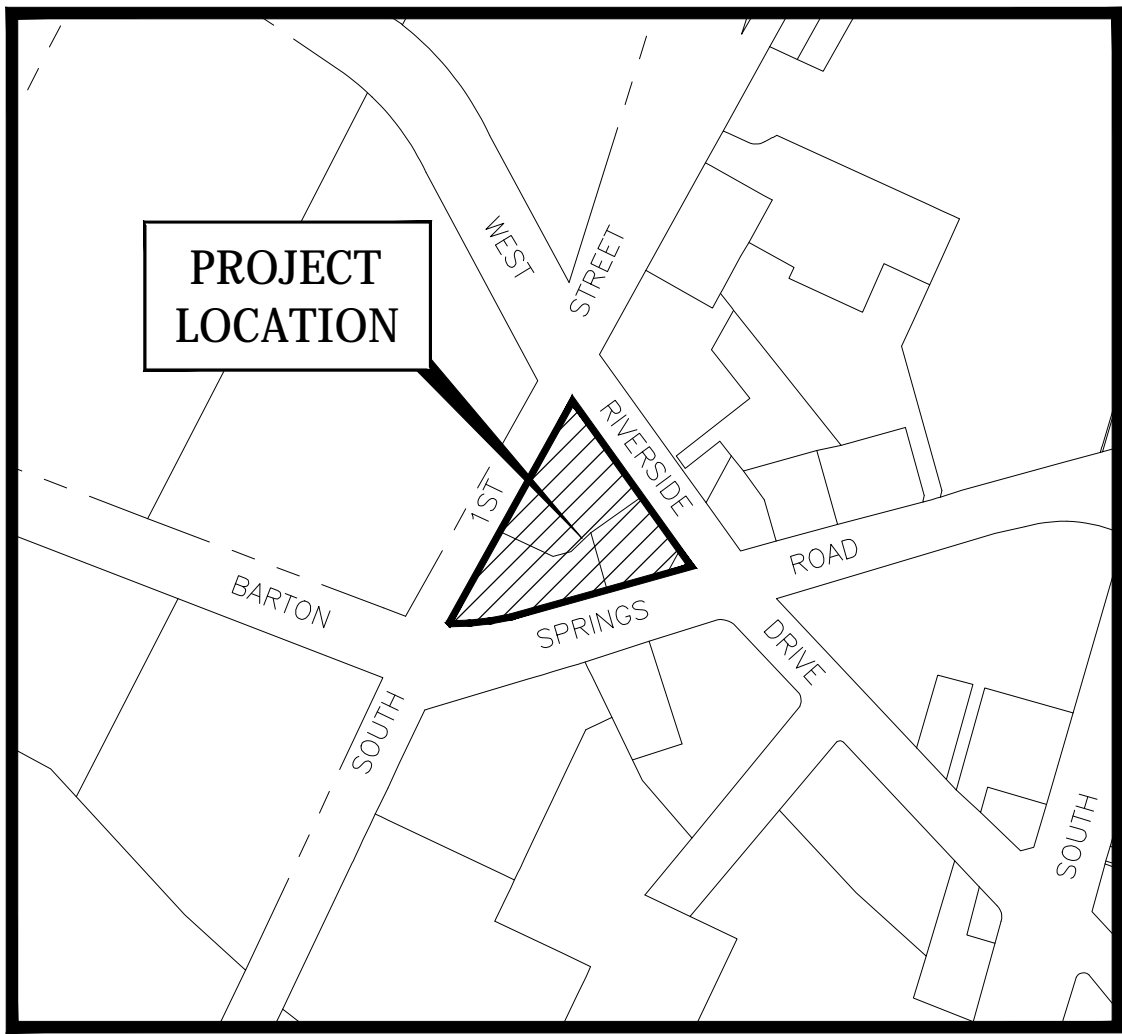 WEST
STREET
PROJECT
LOCATION
RIVERSIDE
1ST
ROAD
BARTON
SPRINGS
DRIVE
SOUTH
SOUTH